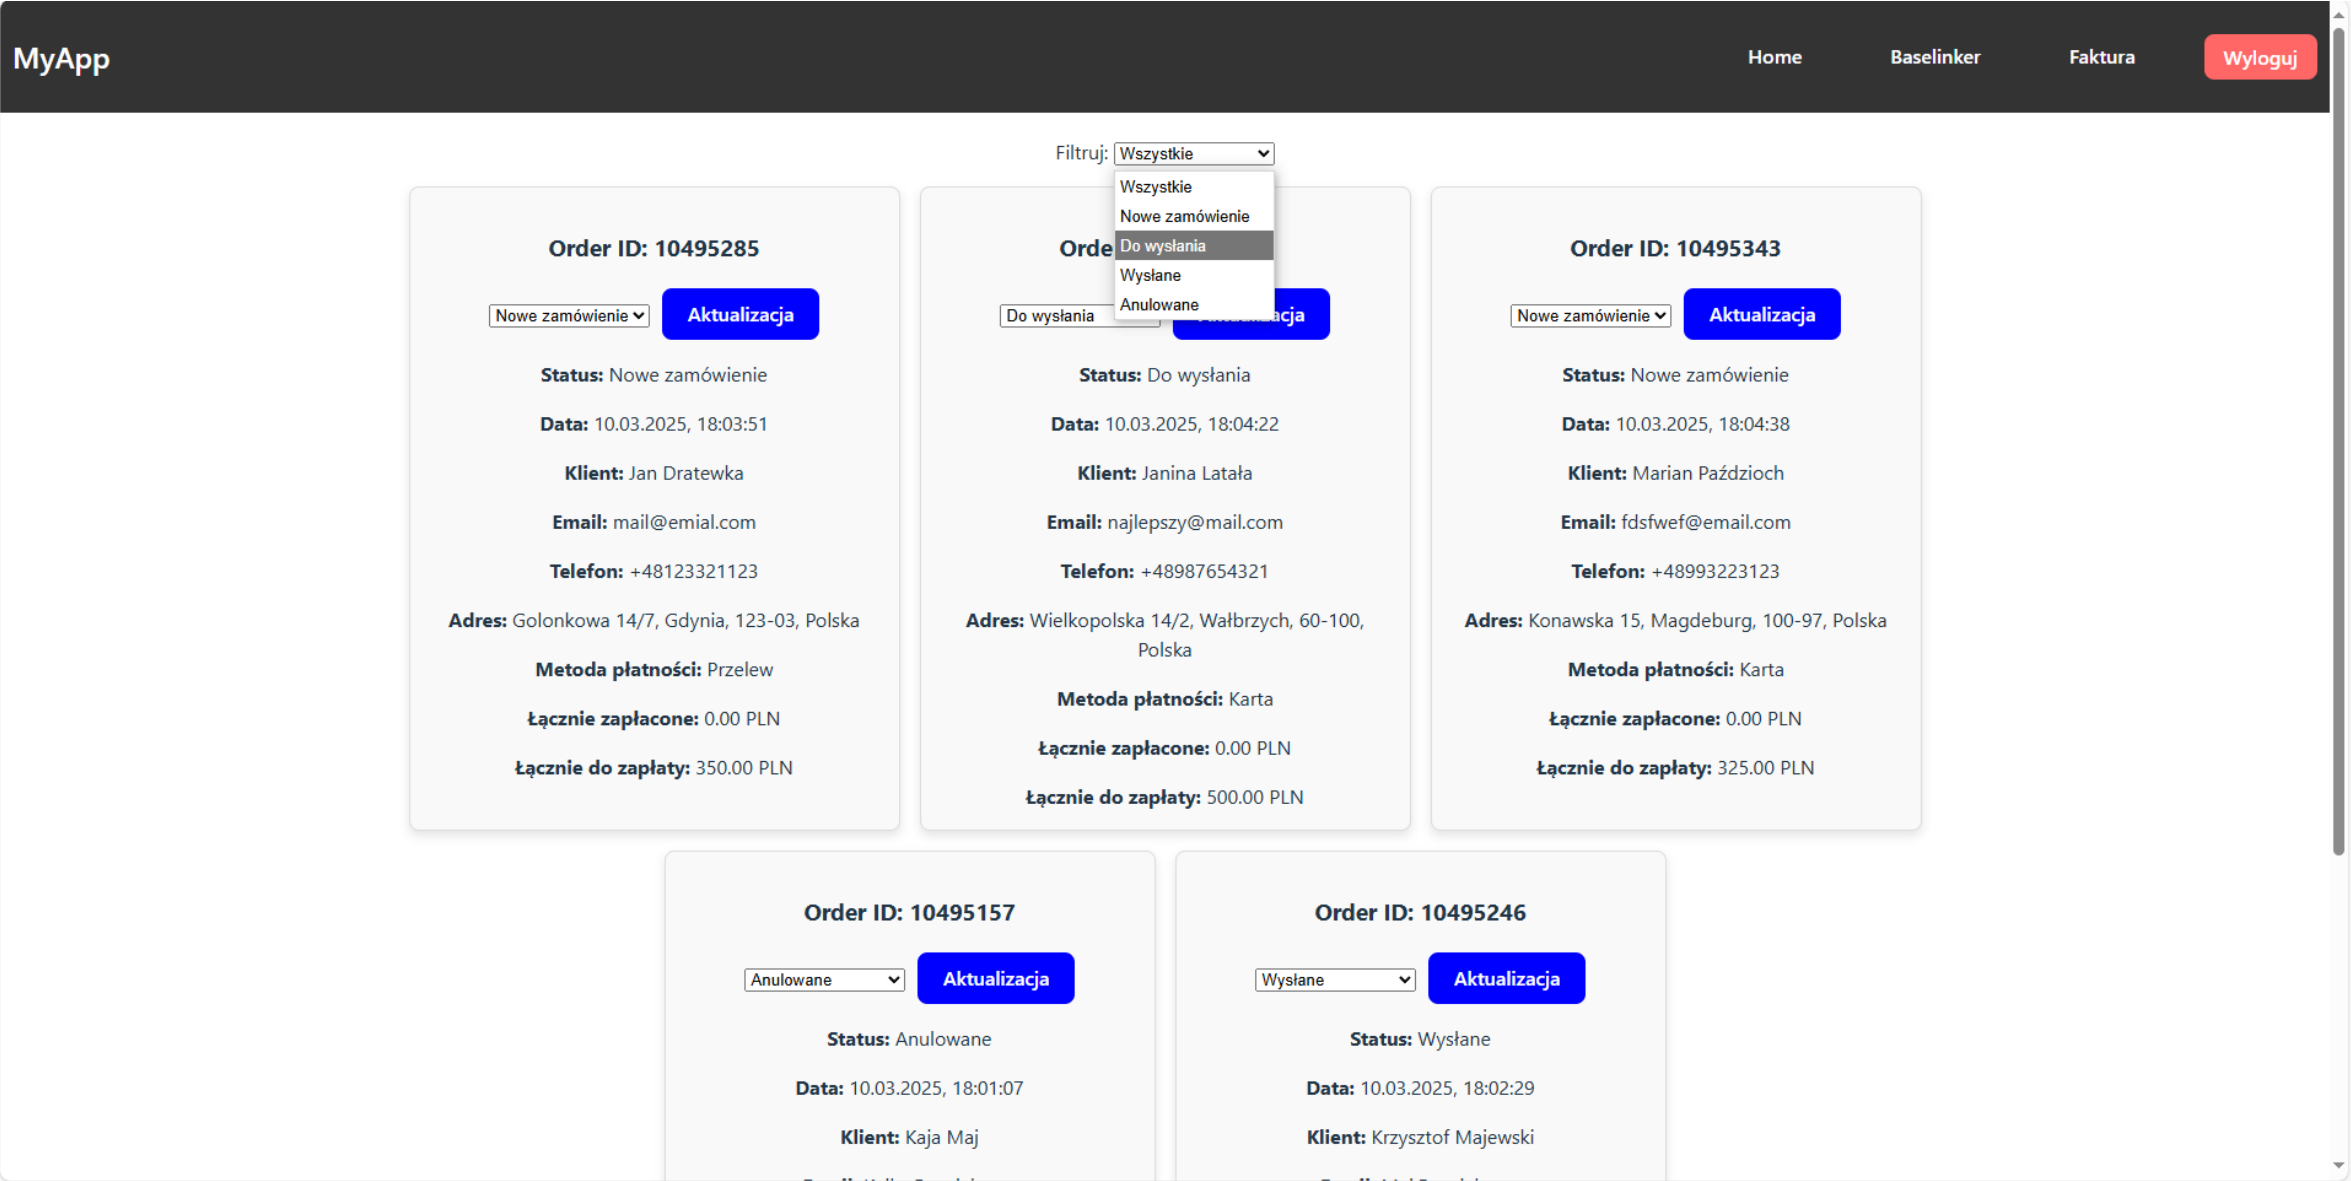 MyApp
Home
Baselinker
Faktura
Wyloguj
Filtruj: Wszystkie
Wszystkie
Nowe zamówienie
Do wysłania
Wysłane
Anulowane
Order ID: 10495285
Nowe zamówienie
Aktualizacja
Status: Nowe zamówienie
Data: 10.03.2025, 18:03:51
Klient: Jan Dratewka
Email: mail@emial.com
Telefon: +48123321123
Adres: Golonkowa 14/7, Gdynia, 123-03, Polska
Metoda płatności: Przelew
Łącznie zapłacone: 0.00 PLN
Łącznie do zapłaty: 350.00 PLN
Do wysłania
Status: Do wysłania
Data: 10.03.2025, 18:04:22
Klient: Janina Latała
Email: najlepszy@mail.com
Telefon: +48987654321
Adres: Wielkopolska 14/2, Wałbrzych, 60-100,
Polska
Metoda płatności: Karta
Łącznie zapłacone: 0.00 PLN
Łącznie do zapłaty: 500.00 PLN
Order ID: 10495343
Nowe zamówienie
Aktualizacja
Status: Nowe zamówienie
Data: 10.03.2025, 18:04:38
Klient: Marian Paździoch
Email: fdsfwef@email.com
Telefon: +48993223123
Adres: Konawska 15, Magdeburg, 100-97, Polska
Metoda płatności: Karta
Łącznie zapłacone: 0.00 PLN
Łącznie do zapłaty: 325.00 PLN
Order ID: 10495157
Anulowane
Aktualizacja
Status: Anulowane
Data: 10.03.2025, 18:01:07
Klient: Kaja Maj
Order ID: 10495246
Wysłane
Aktualizacja
Status: Wysłane
Data: 10.03.2025, 18:02:29
Klient: Krzysztof Majewski